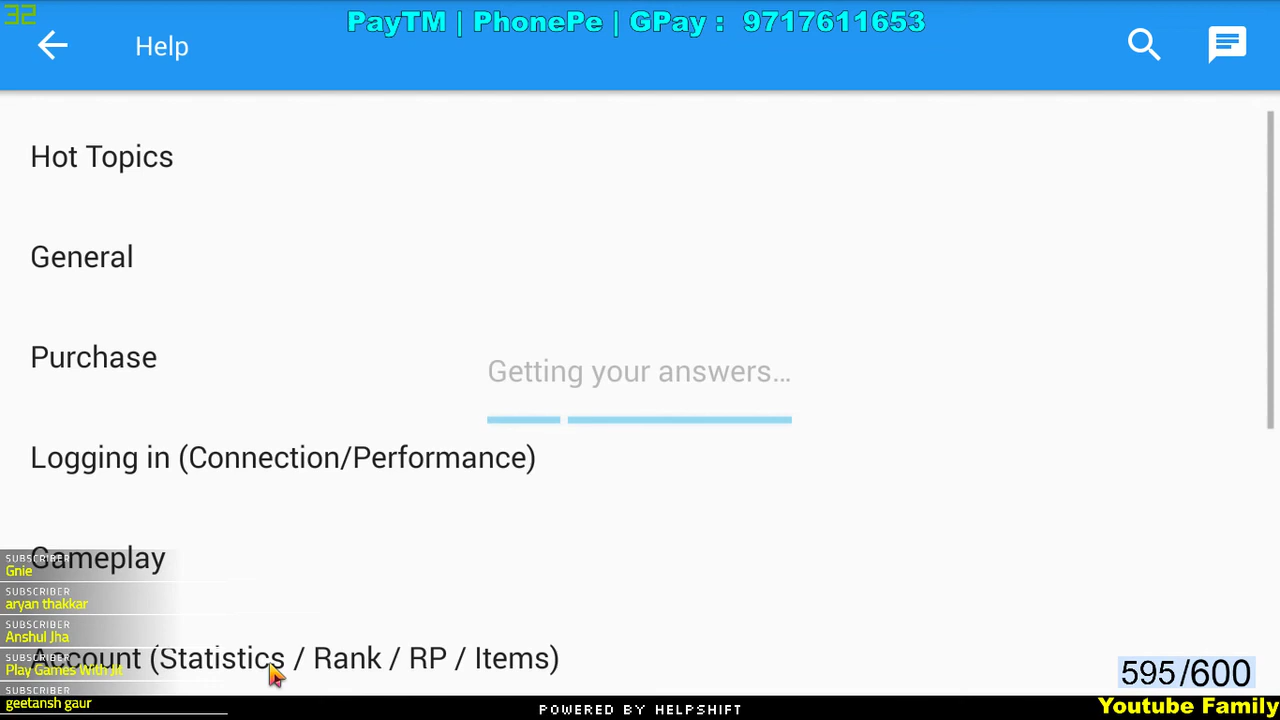 32
PayTM | PhonePe | GPay : 9717611653
Help
Hot Topics
General
Purchase
Getting your answers...
Logging in (Connection/Performance)
Gameplay
SUBSCRIBER
Gnie
SUBSCRIBER
aryan thakkar
SUBSCRIBER
Anshul Jha
Account (Statistics / Rank / RP / Items)
SUBSCRIBER
Play Games With Jit
SUBSCRIBER
geetansh gaur
595/600
POWERED BY HELPSHIFT
Youtube Family